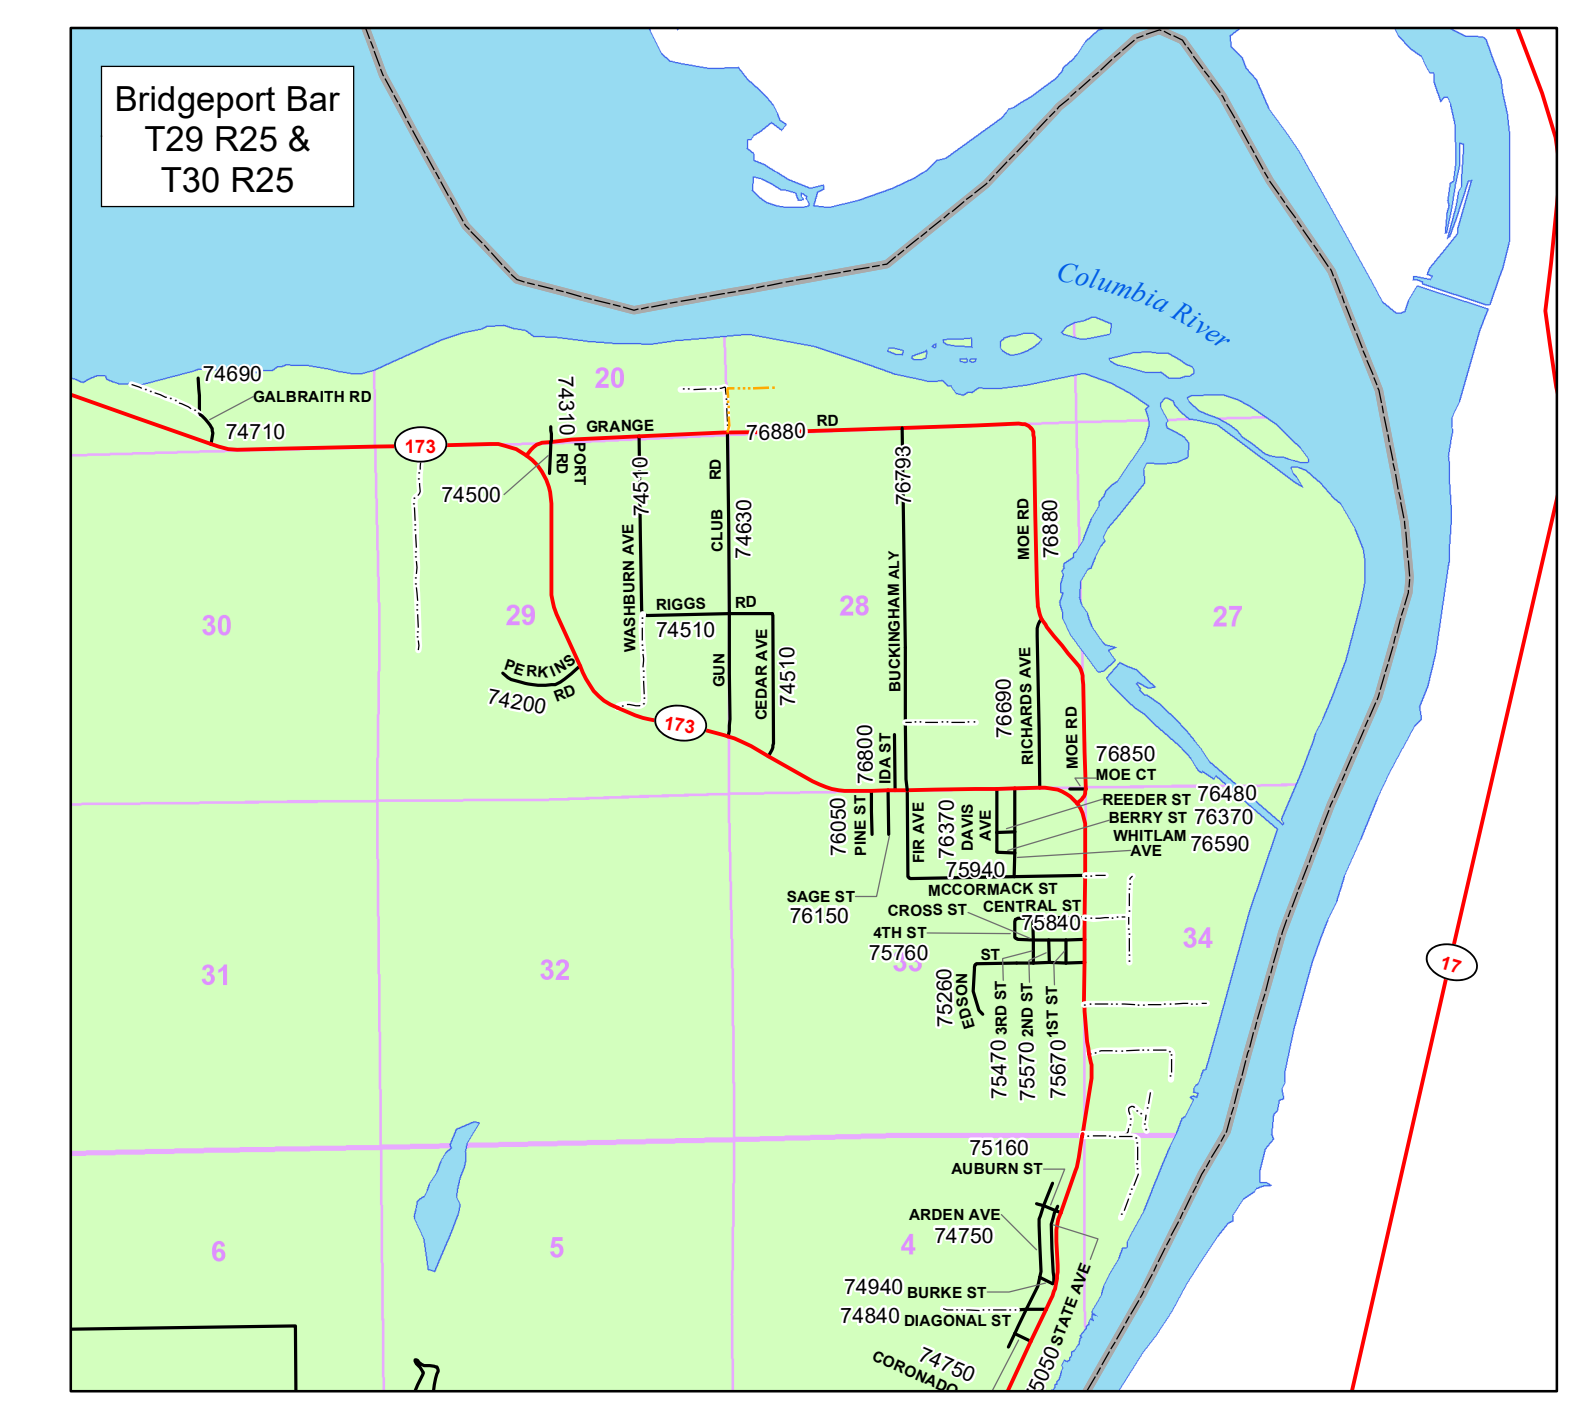 Bridgeport Bar
T29 R25 &
T30 R25
Columbia River
74690
GALBRAITH RD
74710
173
20
74310
PORT
RD
74500
GRANGE
RD
76880
74510
WASHBURN AVE
CLUB
RD
GUN
74630
76793
BUCKINGHAM ALY
MOE RD
76880
30
29
28
27
RIGGS
RD
74510
CEDAR AVE
74510
PERKINS
RD
74200
173
76690
RICHARDS AVE
MOE RD
76800
IDA ST
76850
MOE CT
76050
PINE ST
FIR AVE
76370
DAVIS
AVE
REEDER ST 76480
BERRY ST 76370
WHITLAM
AVE
76590
75940
MCCORMACK ST
SAGE ST
76150
CROSS ST
CENTRAL ST
75840
4TH ST
75760
31
32
33
34
17
ST
EDSON
75260
75470 3RD ST
75570 2ND ST
75670 1ST ST
75160
AUBURN ST
ARDEN AVE
74750
6
5
4
74940 BURKE ST
74840 DIAGONAL ST
74750
CORONADO
5050 STATE AVE